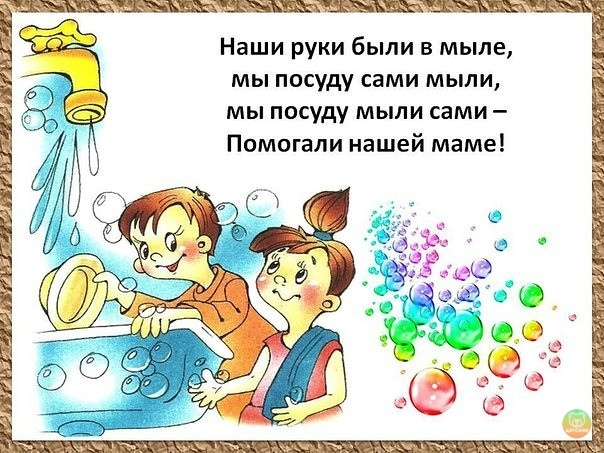 Наши руки были в мыле,
мы посуду сами мыли,
мы посуду мыли сами –
Помогали нашей маме!